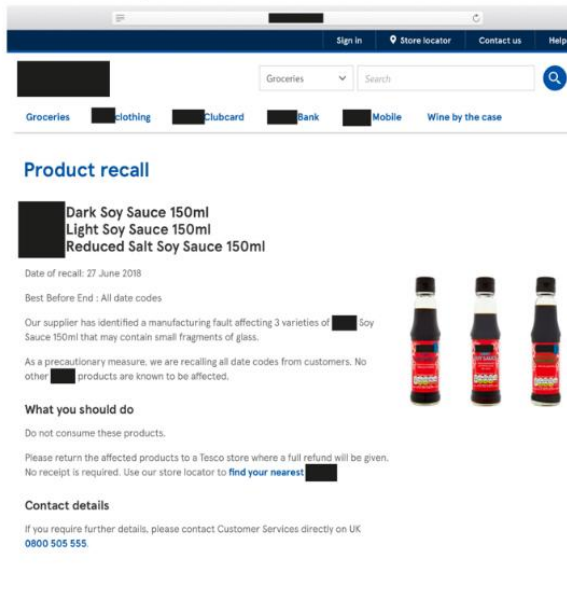 Sign in Store locator Contact us Help
Groceries Search
Groceries clothing Clubcard Bank Mobile Wine by the case
Product recall
Dark Soy Sauce 150ml
Light Soy Sauce 150ml
Reduced Salt Soy Sauce 150ml
Date of recall: 27 June 2018
Best Before End : All date codes
Our supplier has identified a manufacturing fault affecting 3 varieties of Soy
Sauce 150ml that may contain small fragments of glass.
As a precautionary measure, we are recalling all date codes from customers. No
other products are known to be affected.
What you should do
Do not consume these products.
Please return the affected products to a Tesco store where a full refund will be given.
No receipt is required. Use our store locator to find your nearest
Contact details
If you require further details, please contact Customer Services directly on UK
0800 505 555.